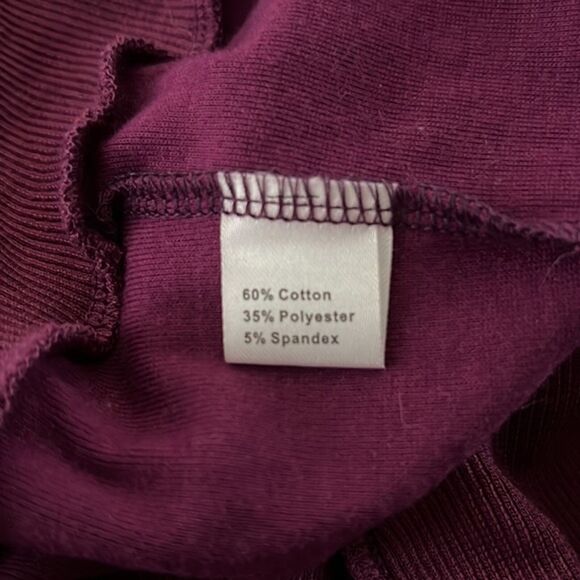 60% Cotton
35% Polyester
5% Spandex